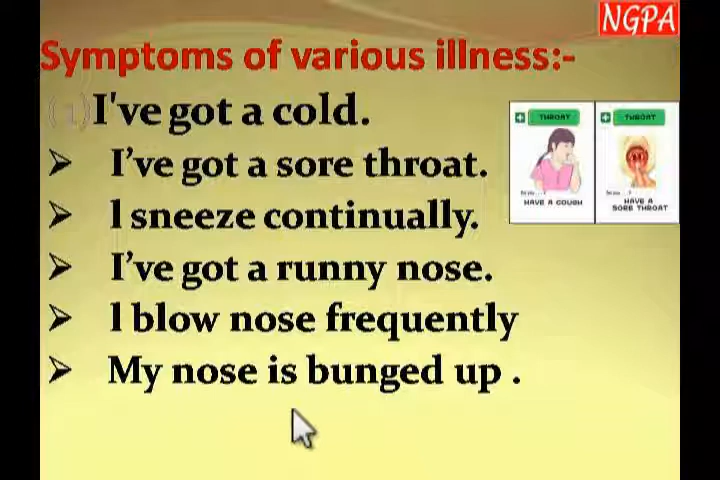 NGPA
Symptoms of various illness:-
(1)I've got a cold.
➢ I've got a sore throat.
➢ I sneeze continually.
➢ I've got a runny nose.
➢ I blow nose frequently
➢ My nose is bunged up .
THROAT
HAVE A COUGH
THROAT
HAVE A
SORE THROAT